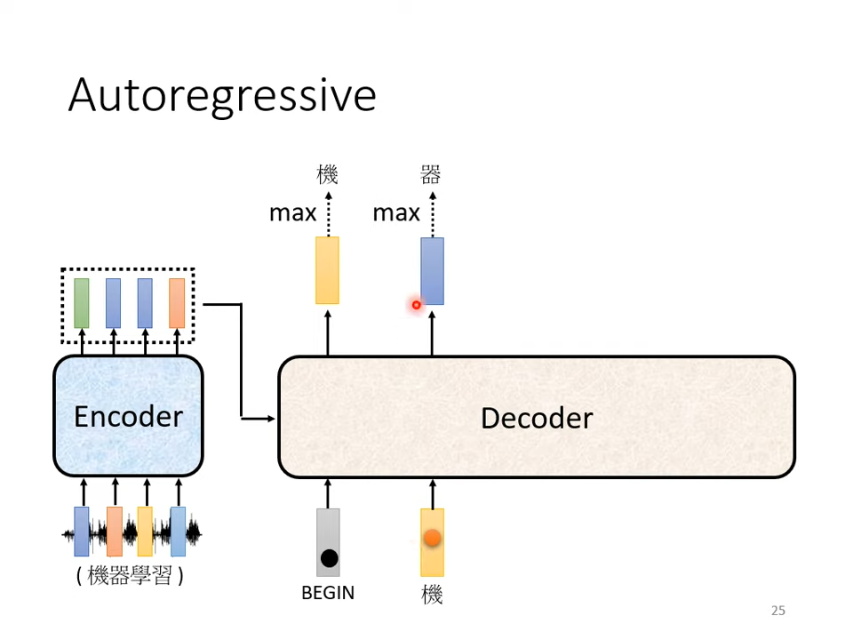 Autoregressive
機
器
max
max
Encoder
Decoder
( 機器學習 )
BEGIN
機
25